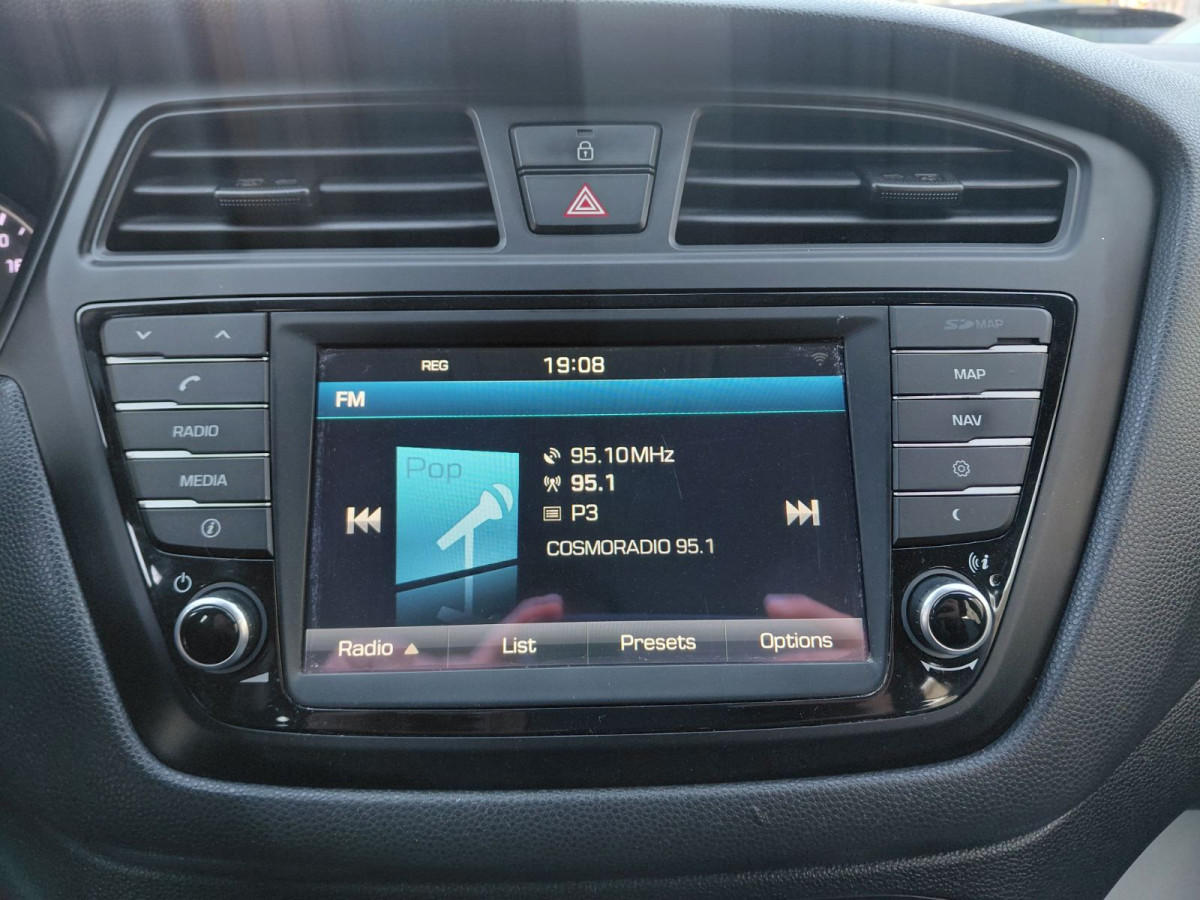 REG 19:08
FM
Pop
95.10MHz
95.1
P3
COSMORADIO 95.1
Radio ▲ List Presets Options
RADIO
MEDIA
SD MAP
MAP
NAV